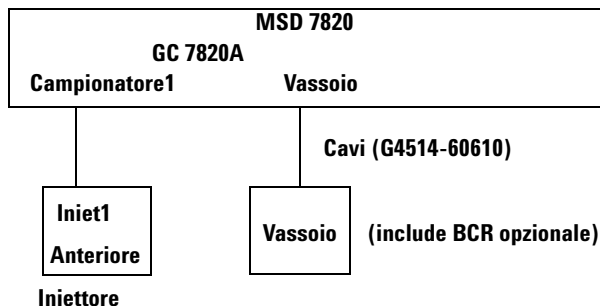 MSD 7820
GC 7820A
Campionatore1 Vassoio
Cavi (G4514-60610)
Iniet1
Anteriore
Vassoio (include BCR opzionale)
Iniettore